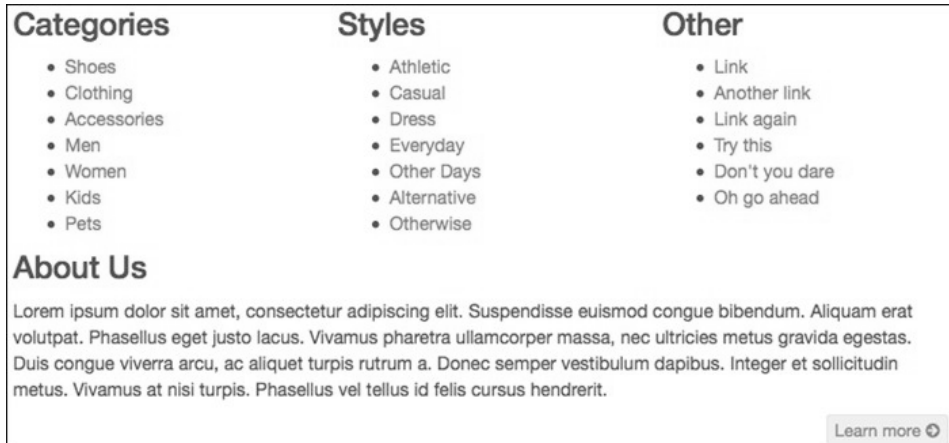 Categories
Shoes
Clothing
Accessories
Men
Women
Kids
Pets
Styles
Athletic
Casual
Dress
Everyday
Other Days
Alternative
Otherwise
Other
Link
Another link
Link again
Try this
Don't you dare
Oh go ahead
About Us
Lorem ipsum dolor sit amet, consectetur adipiscing elit. Suspendisse euismod congue bibendum. Aliquam erat
volutpat. Phasellus eget justo lacus. Vivamus pharetra ullamcorper massa, nec ultricies metus gravida egestas.
Duis congue viverra arcu, ac aliquet turpis rutrum a. Donec semper vestibulum dapibus. Integer et sollicitudin
metus. Vivamus at nisi turpis. Phasellus vel tellus id felis cursus hendrerit.
Learn more